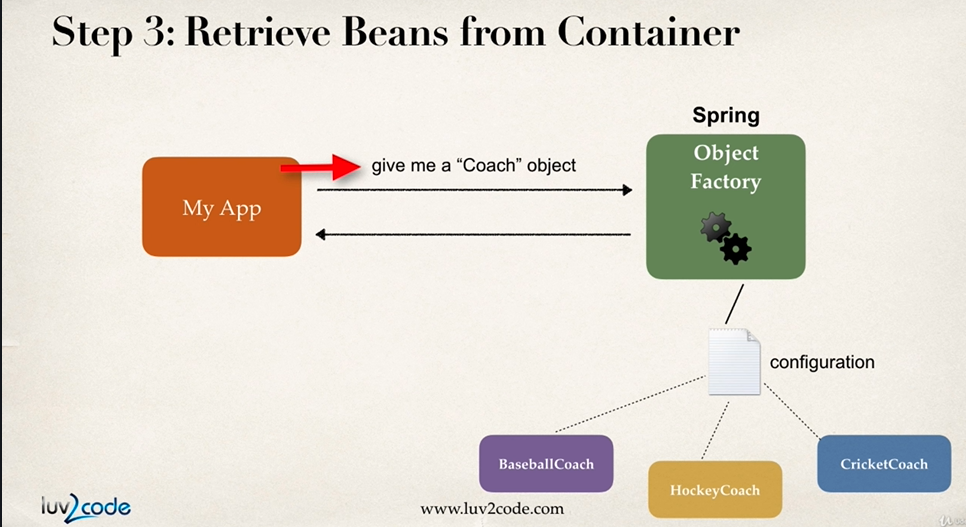 Step 3: Retrieve Beans from Container
Spring
Object
Factory
give me a “Coach” object
My App
configuration
BaseballCoach
HockeyCoach
CricketCoach
luv2code
www.luv2code.com